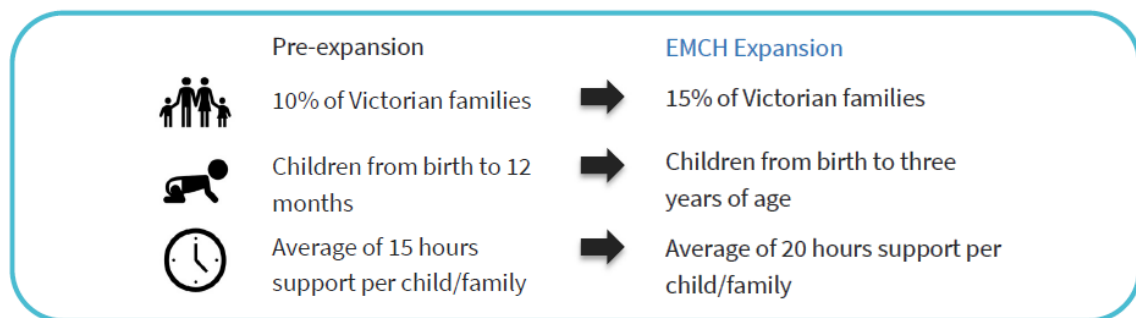 Pre-expansion
EMCH Expansion
10% of Victorian families
15% of Victorian families
Children from birth to 12
months
Children from birth to three
years of age
Average of 15 hours
support per child/family
Average of 20 hours support per
child/family